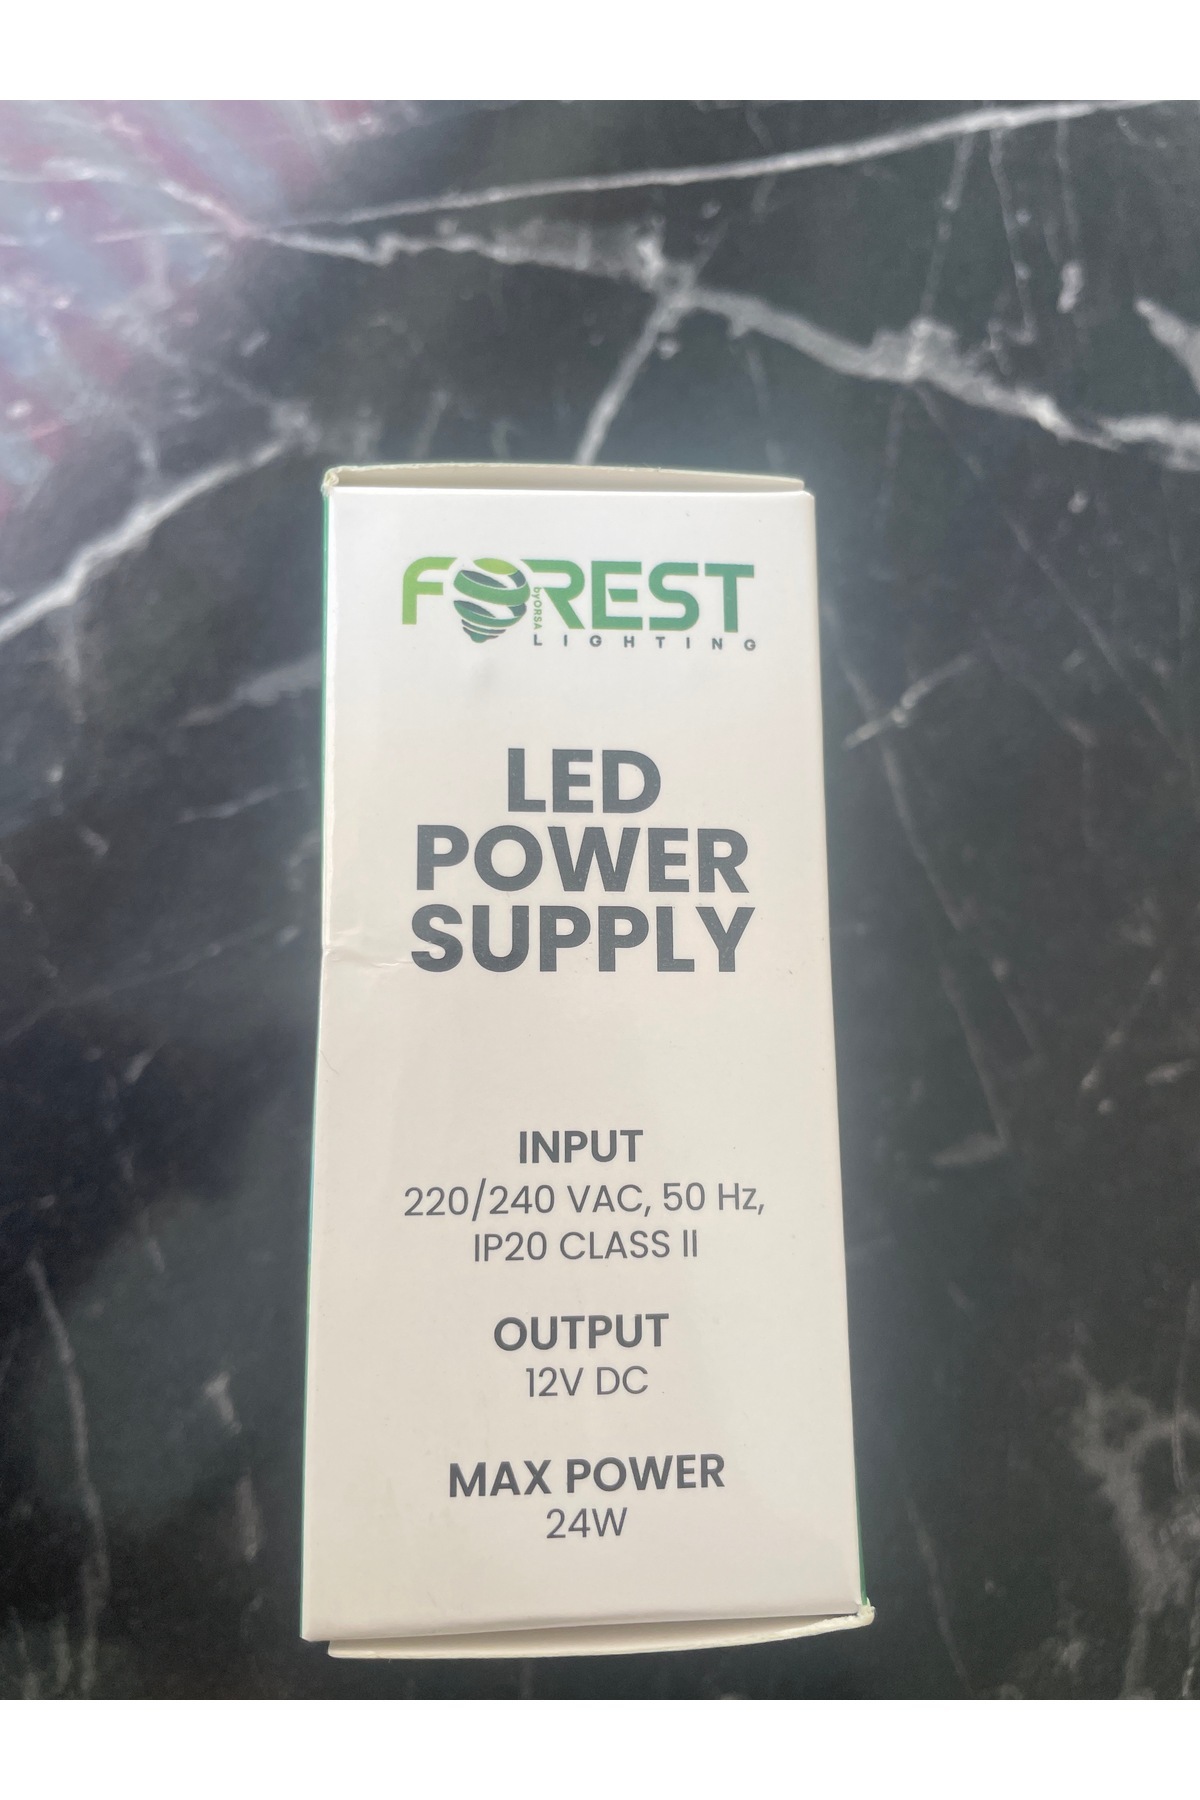 FOREST
byORSA
LIGHTING
LED
POWER
SUPPLY
INPUT
220/240 VAC, 50 Hz,
IP20 CLASS II
OUTPUT
12V DC
MAX POWER
24W